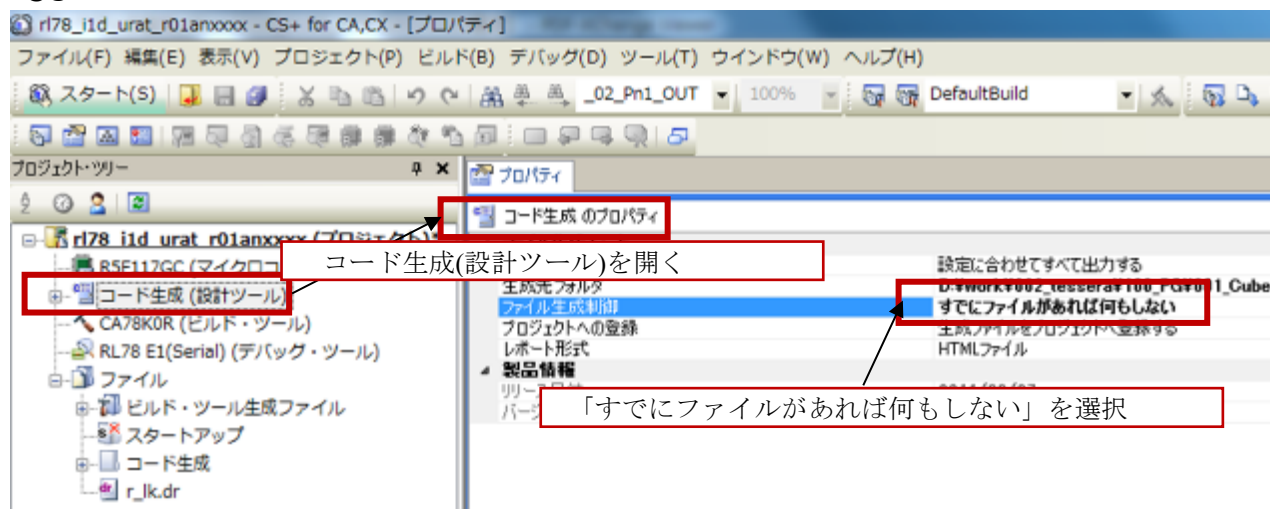 rl78_i1d_urat_r01anxxxx - CS+ for CA,CX - [プロパティ]
ファイル(F) 編集(E) 表示(V) プロジェクト(P) ビルド(B) デバッグ(D) ツール(T) ウインドウ(W) ヘルプ(H)
スタート(S) _02_Pn1_OUT 100% DefaultBuild
プロジェクト・ツリー
プロパティ
コード生成 のプロパティ
rl78_i1d_urat_r01anxxxx (プロジェクト)*
コード生成(設計ツール)を開く
R5F117GC (マイクロコ
設定に合わせてすべて出力する
コード生成 (設計ツール)
生成先フォルダ
ファイル生成制御 すでにファイルがあれば何もしない
CA78K0R (ビルド・ツール)
プロジェクトへの登録 生成ファイルをプロジェクトへ登録する
RL78 E1(Serial) (デバッグ・ツール)
レポート形式 HTMLファイル
製品情報
ファイル
「すでにファイルがあれば何もしない」を選択
ビルド・ツール生成ファイル
スタートアップ
コード生成
r_lk.dr